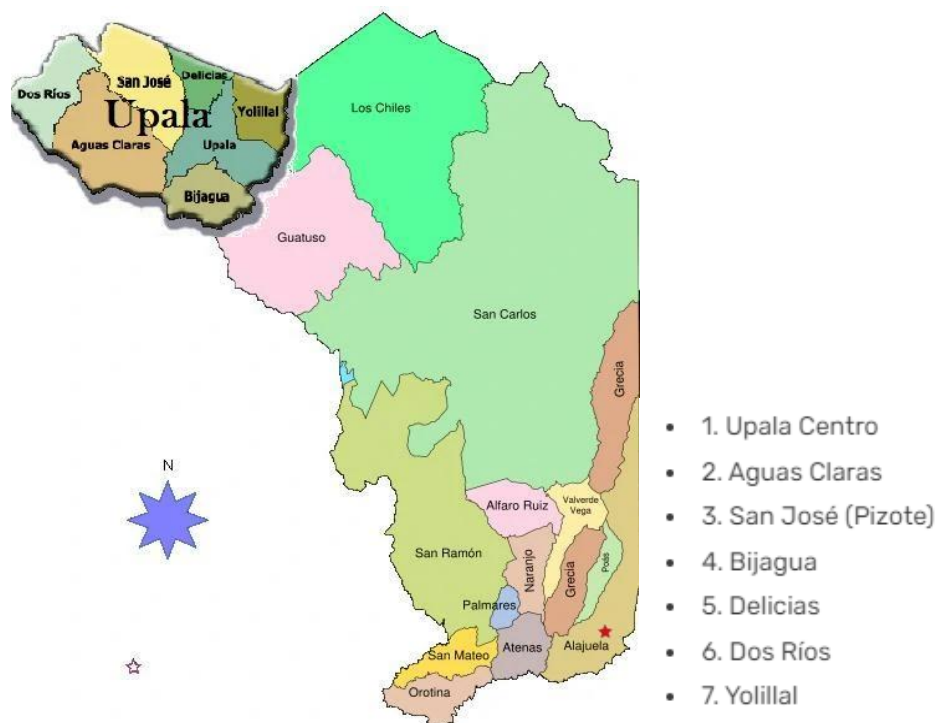 Dos Ríos
San José
Delicias
Yolillal
Upala
Aguas Claras
Upala
Bijagua
Los Chiles
Guatuso
San Carlos
Grecia
N
Alfaro Ruiz
Valverde
Vega
San Ramón
Naranjo
Grecia
Poás
Palmares
San Mateo
Atenas
Alajuela
Orotina
• 1. Upala Centro
• 2. Aguas Claras
• 3. San José (Pizote)
• 4. Bijagua
• 5. Delicias
• 6. Dos Ríos
• 7. Yolillal